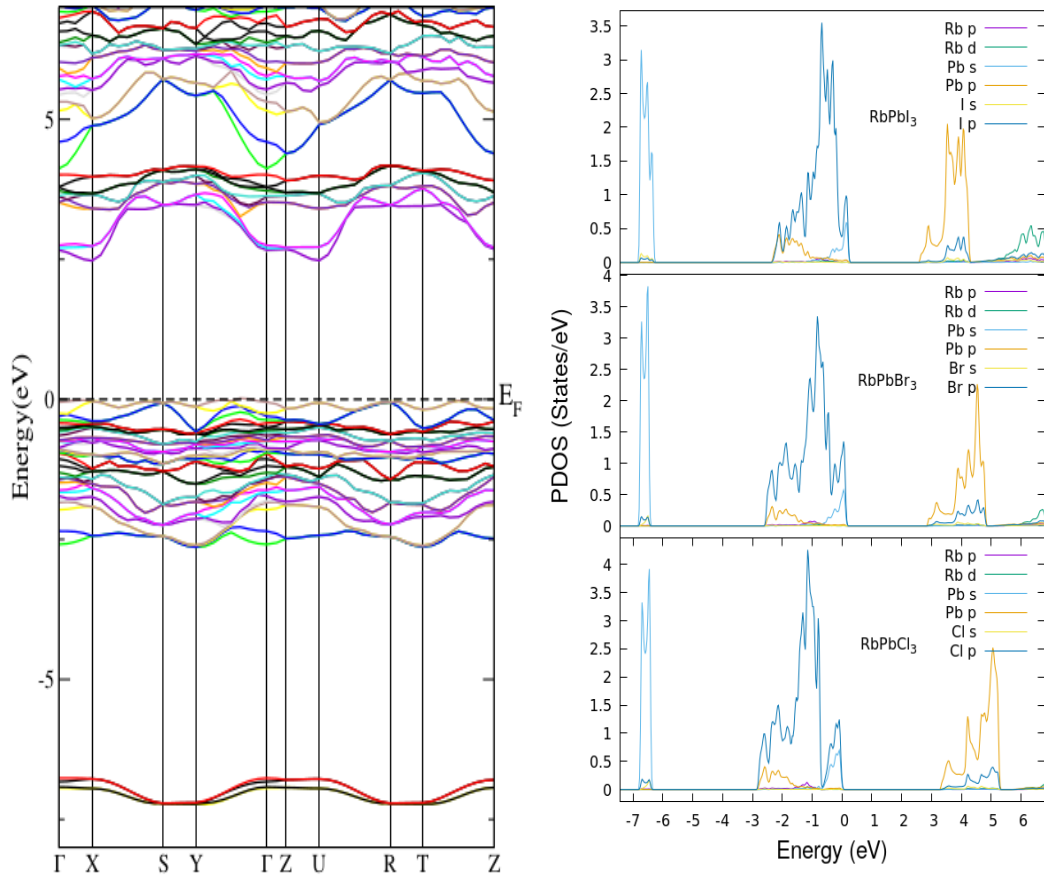 5
0
-5
Energy(eV)
E_F
Γ X S Y Γ Z U R T Z
PDOS (States/eV)
3.5
3
2.5
2
1.5
1
0.5
0
RbPbI₃
Rb p
Rb d
Pb s
Pb p
I s
I p
4
3.5
3
2.5
2
1.5
1
0.5
0
RbPbBr₃
Rb p
Rb d
Pb s
Pb p
Br s
Br p
4
3.5
3
2.5
2
1.5
1
0.5
0
RbPbCl₃
Rb p
Rb d
Pb s
Pb p
Cl s
Cl p
-7 -6 -5 -4 -3 -2 -1 0 1 2 3 4 5 6
Energy (eV)